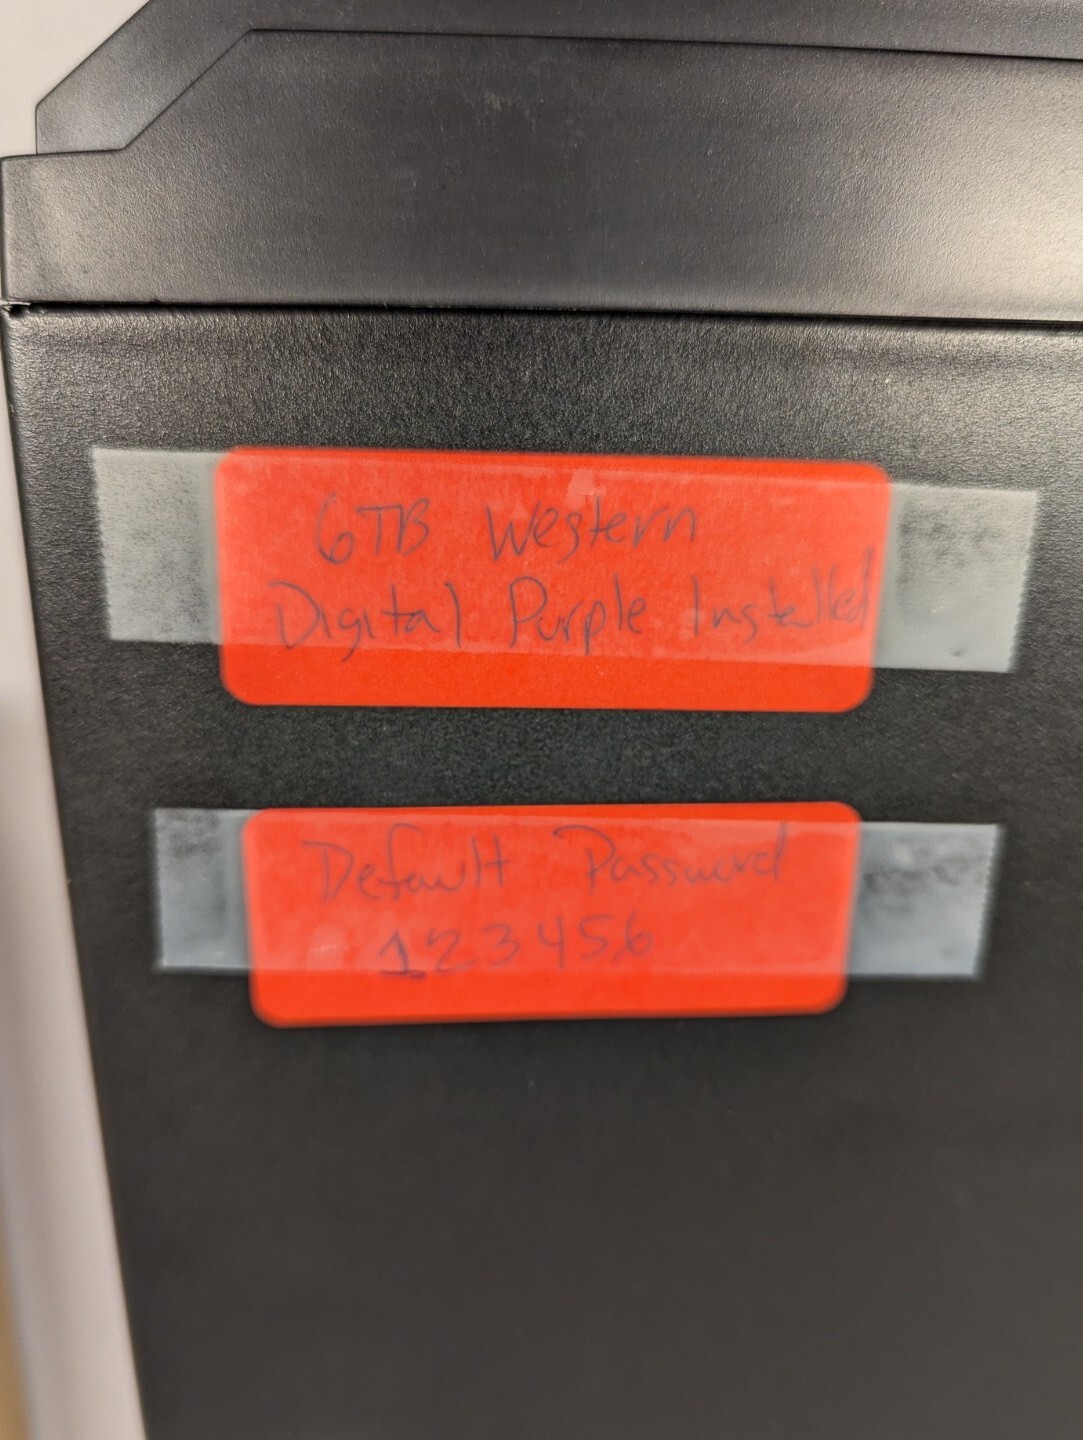 6TB Western
Digital Purple Installed
Default Password
123456